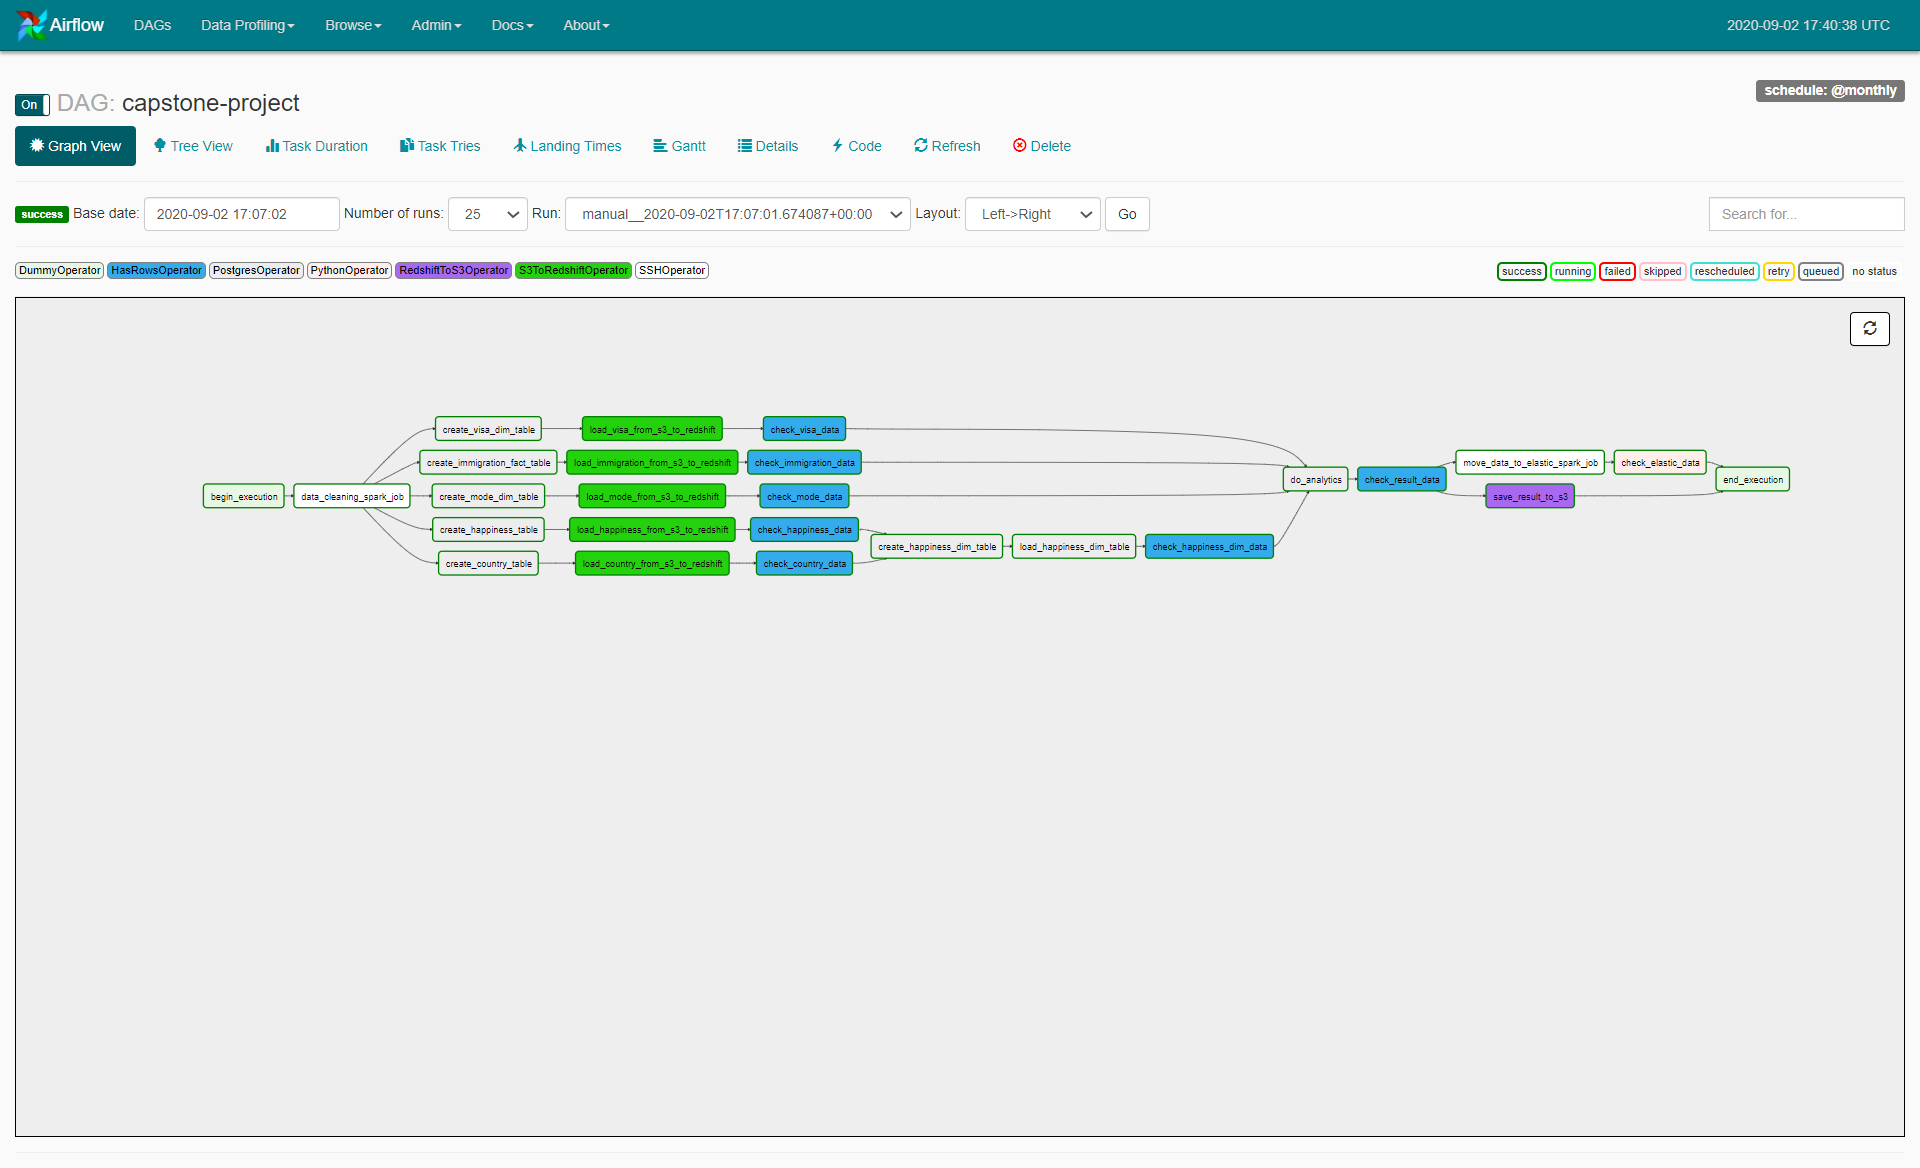 Airflow DAGs Data Profiling Browse Admin Docs About 2020-09-02 17:40:38 UTC
schedule: @monthly
On DAG: capstone-project
Graph View Tree View Task Duration Task Tries Landing Times Gantt Details Code Refresh Delete
success Base date: 2020-09-02 17:07:02 Number of runs: 25 Run: manual__2020-09-02T17:07:01.674087+00:00 Layout: Left->Right Go Search for...
DummyOperator HasRowsOperator PostgresOperator PythonOperator RedshiftToS3Operator S3ToRedshiftOperator SSHOperator success running failed skipped rescheduled retry queued no status
create_visa_dim_table load_visa_from_s3_to_redshift check_visa_data
create_immigration_fact_table load_immigration_from_s3_to_redshift check_immigration_data move_data_to_elastic_spark_job check_elastic_data
do_analytics check_result_data end_execution
begin_execution data_cleaning_spark_job create_mode_dim_table load_mode_from_s3_to_redshift check_mode_data save_result_to_s3
create_happiness_table load_happiness_from_s3_to_redshift check_happiness_data
create_happiness_dim_table load_happiness_dim_table check_happiness_dim_data
create_country_table load_country_from_s3_to_redshift check_country_data